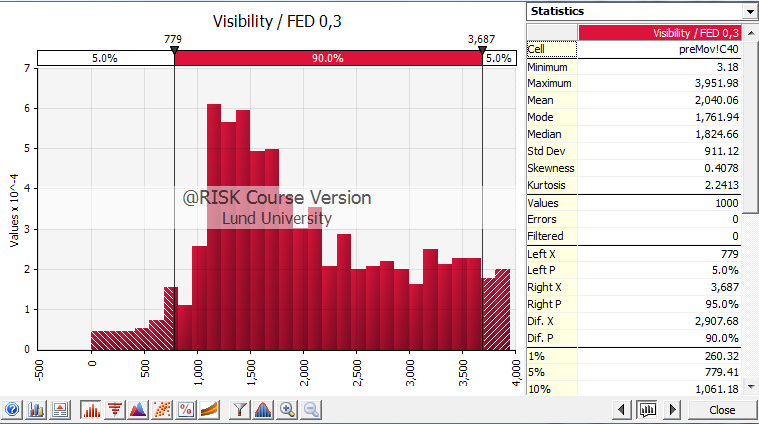 Visibility / FED 0,3
779
3,687
5.0%
90.0%
5.0%
7
6
5
4
3
2
1
0
Values x 10^-4
@RISK Course Version
Lund University
-500
0
500
1,000
1,500
2,000
2,500
3,000
3,500
4,000
Statistics
Visibility / FED 0,3
Cell preMov!C40
Minimum 3.18
Maximum 3,951.98
Mean 2,040.06
Mode 1,761.94
Median 1,824.66
Std Dev 911.12
Skewness 0.4078
Kurtosis 2.2413
Values 1000
Errors 0
Filtered 0
Left X 779
Left P 5.0%
Right X 3,687
Right P 95.0%
Dif. X 2,907.68
Dif. P 90.0%
1% 260.32
5% 779.41
10% 1,061.18
Close